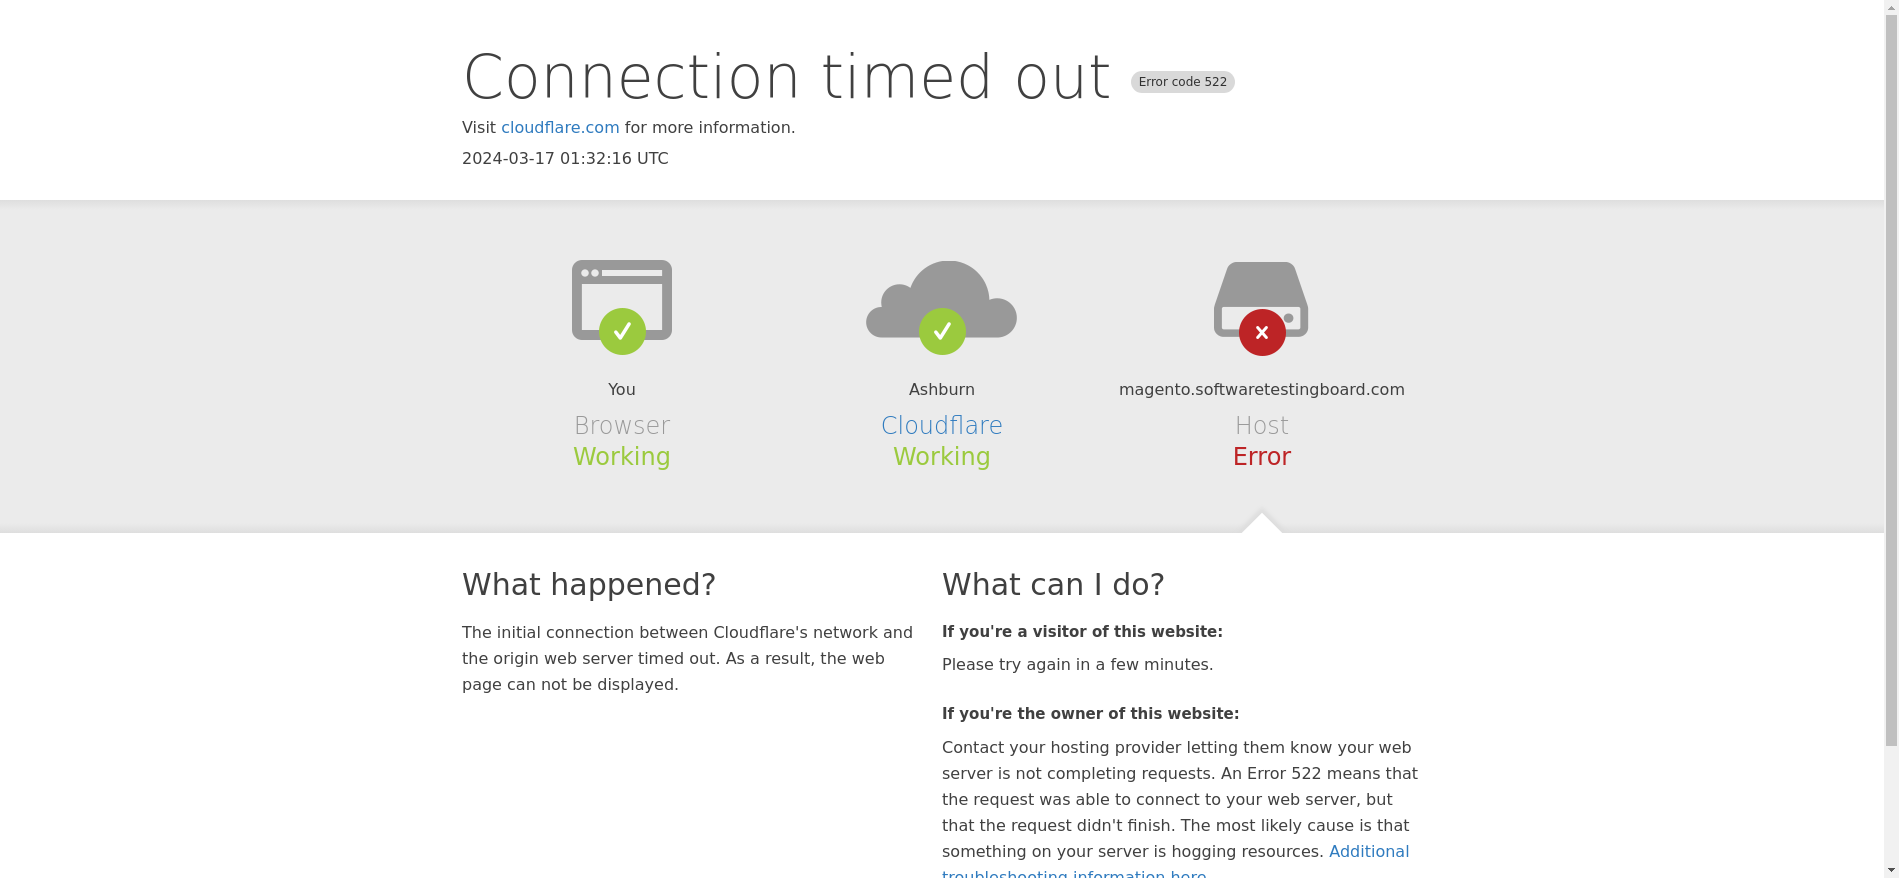 Connection timed out Error code 522
Visit cloudflare.com for more information.
2024-03-17 01:32:16 UTC
You
Browser
Working
Ashburn
Cloudflare
Working
magento.softwaretestingboard.com
Host
Error
What happened?
The initial connection between Cloudflare's network and
the origin web server timed out. As a result, the web
page can not be displayed.
What can I do?
If you're a visitor of this website:
Please try again in a few minutes.
If you're the owner of this website:
Contact your hosting provider letting them know your web
server is not completing requests. An Error 522 means that
the request was able to connect to your web server, but
that the request didn't finish. The most likely cause is that
something on your server is hogging resources. Additional
troubleshooting information here